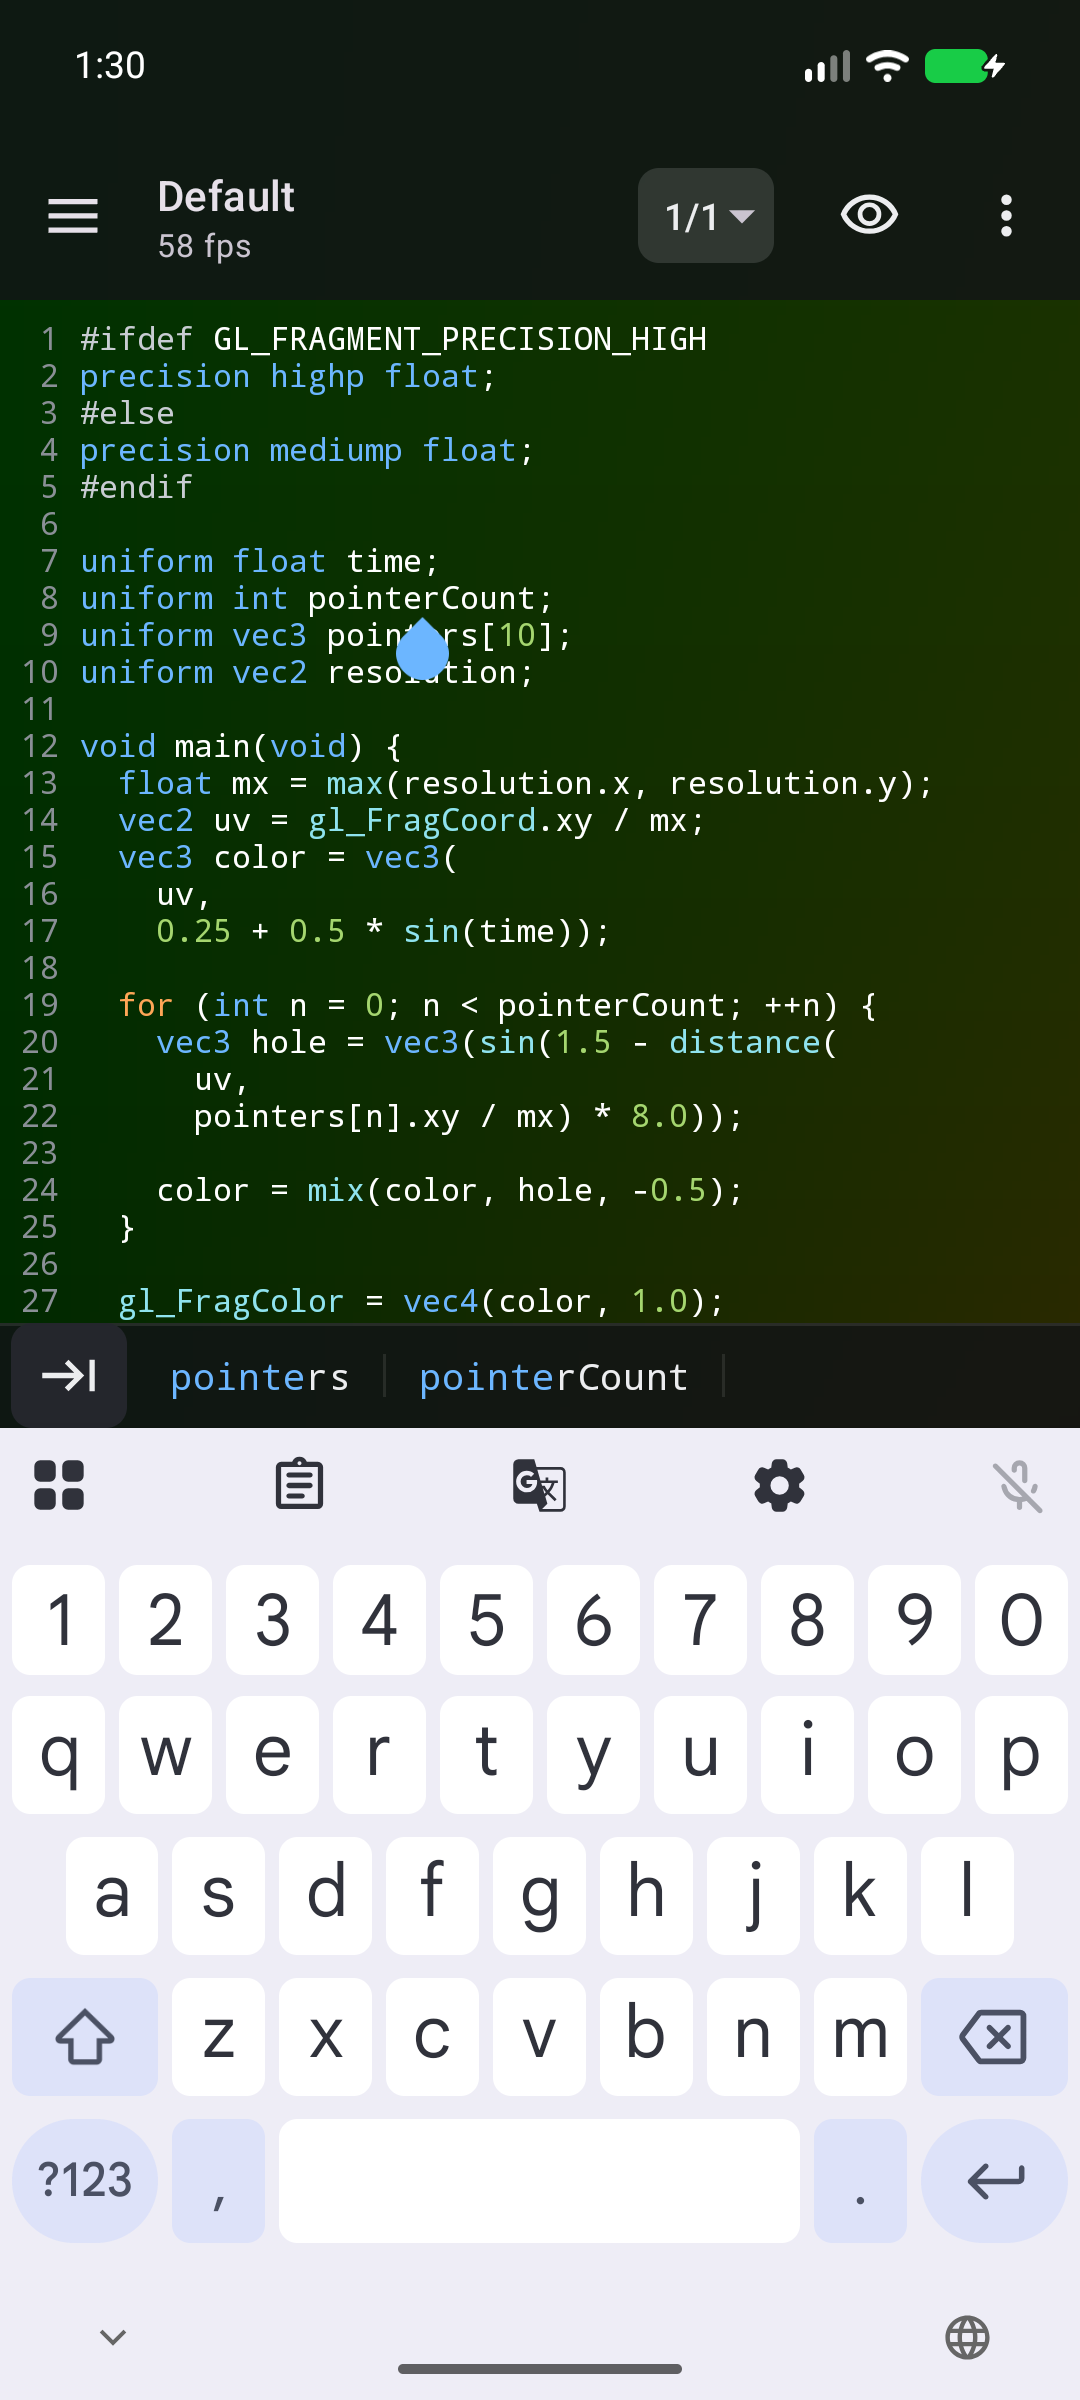 1:30
Default
58 fps
1/1
1 #ifdef GL_FRAGMENT_PRECISION_HIGH
2 precision highp float;
3 #else
4 precision mediump float;
5 #endif
6
7 uniform float time;
8 uniform int pointerCount;
9 uniform vec3 pointers[10];
10 uniform vec2 resolution;
11
12 void main(void) {
13   float mx = max(resolution.x, resolution.y);
14   vec2 uv = gl_FragCoord.xy / mx;
15   vec3 color = vec3(
16     uv,
17     0.25 + 0.5 * sin(time));
18
19   for (int n = 0; n < pointerCount; ++n) {
20     vec3 hole = vec3(sin(1.5 - distance(
21       uv,
22       pointers[n].xy / mx) * 8.0));
23
24     color = mix(color, hole, -0.5);
25   }
26
27   gl_FragColor = vec4(color, 1.0);
pointers pointerCount
G 文
1 2 3 4 5 6 7 8 9 0
q w e r t y u i o p
a s d f g h j k l
z x c v b n m
?123 , .